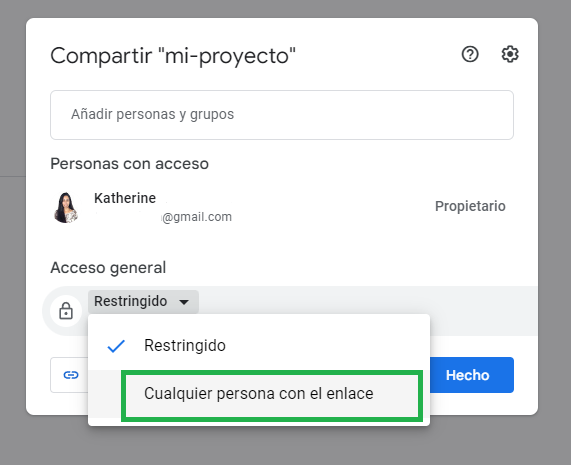 Compartir "mi-proyecto"
Añadir personas y grupos
Personas con acceso
Katherine
@gmail.com
Propietario
Acceso general
Restringido
Restringido
Cualquier persona con el enlace
Hecho